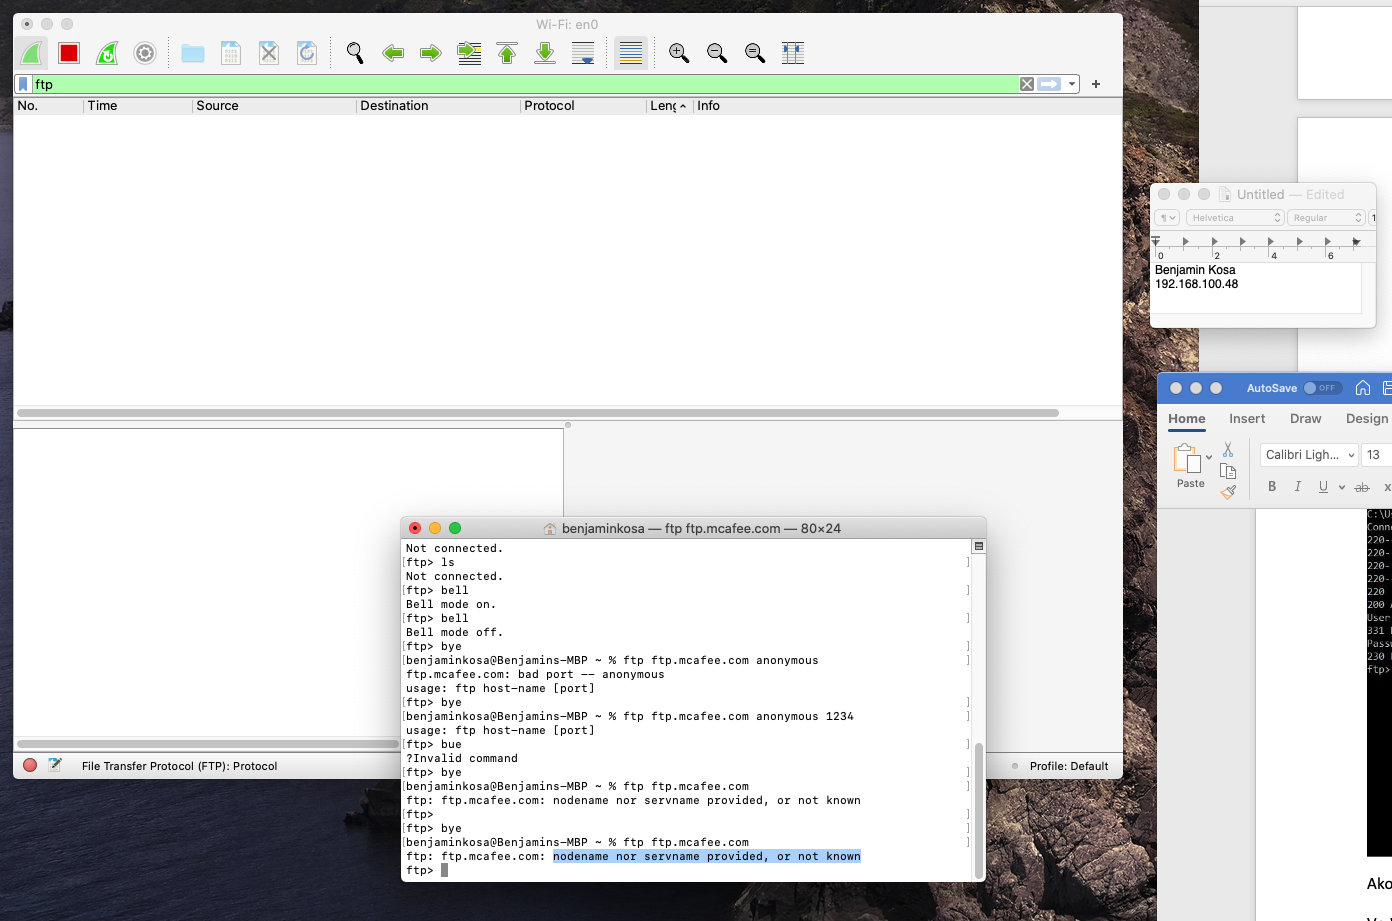 Wi-Fi: en0
ftp
+
No. Time Source Destination Protocol Leng Info
File Transfer Protocol (FTP): Protocol
Profile: Default
benjaminkosa — ftp ftp.mcafee.com — 80×24
Not connected.
[ftp> ls ]
Not connected.
[ftp> bell ]
Bell mode on.
[ftp> bell ]
Bell mode off.
[ftp> bye ]
[benjaminkosa@Benjamins-MBP ~ % ftp ftp.mcafee.com anonymous ]
ftp.mcafee.com: bad port -- anonymous
usage: ftp host-name [port]
[ftp> bye ]
[benjaminkosa@Benjamins-MBP ~ % ftp ftp.mcafee.com anonymous 1234 ]
usage: ftp host-name [port]
[ftp> bue ]
?Invalid command
[ftp> bye ]
[benjaminkosa@Benjamins-MBP ~ % ftp ftp.mcafee.com ]
ftp: ftp.mcafee.com: nodename nor servname provided, or not known
[ftp> ]
[ftp> bye ]
[benjaminkosa@Benjamins-MBP ~ % ftp ftp.mcafee.com ]
ftp: ftp.mcafee.com: nodename nor servname provided, or not known
ftp>
Untitled — Edited
¶ Helvetica Regular 1
0 2 4 6
Benjamin Kosa
192.168.100.48
AutoSave OFF
Home Insert Draw Design
Paste
Calibri Ligh... 13
B I U ab x
C:\U
Conn
220-
220-
220-
220-
220
200
User
331
Passw
230
ftp>
Ako